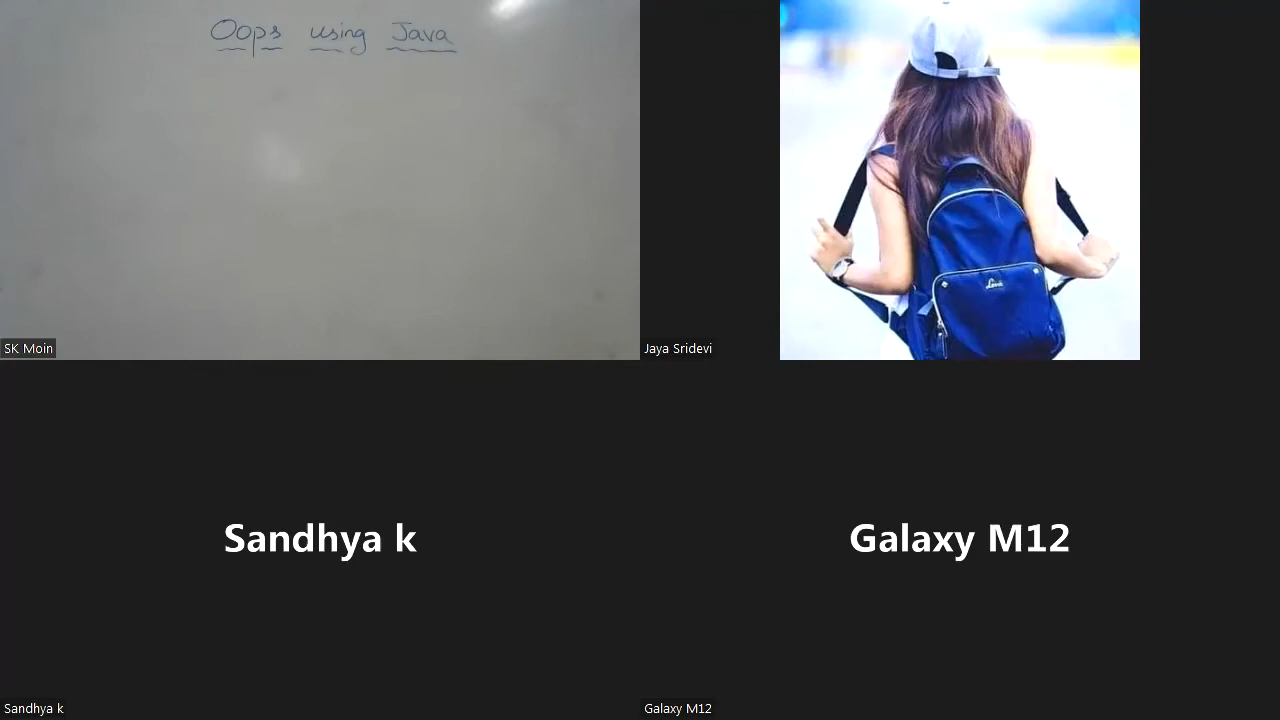 Oops using Java
SK Moin
Jaya Sridevi
Sandhya k
Galaxy M12
Sandhya k
Galaxy M12